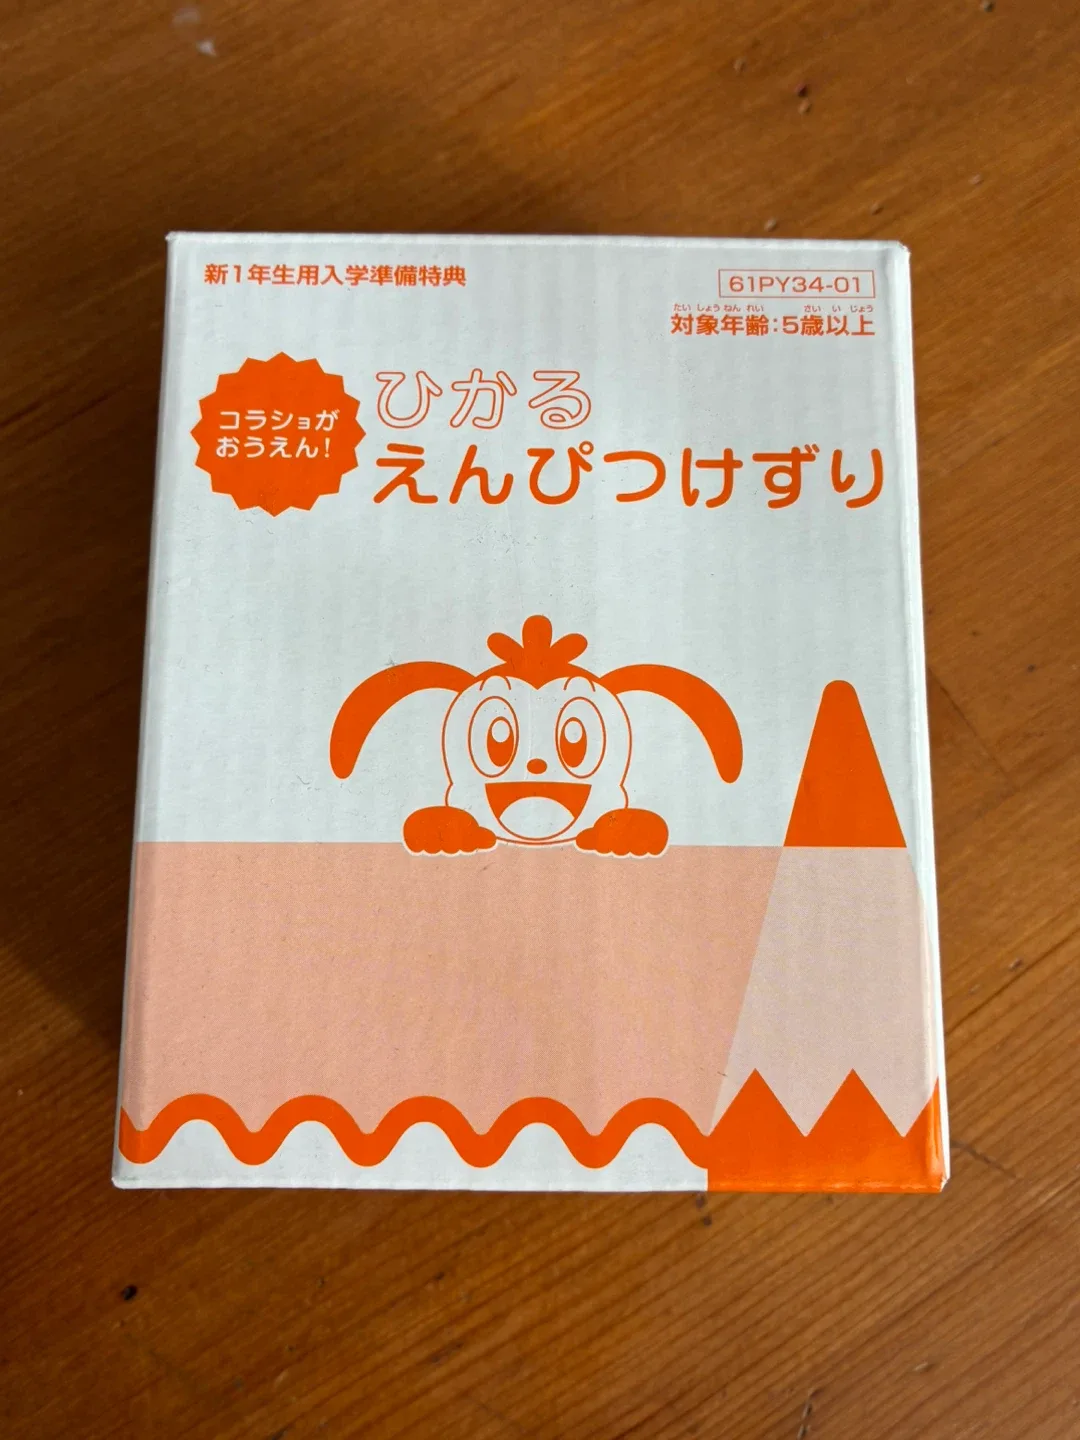 新1年生用入学準備特典
61PY34-01
たいしょうねんれい さいいじょう
対象年齢:5歳以上
コラショが
おうえん!
ひかる
えんぴつけずり